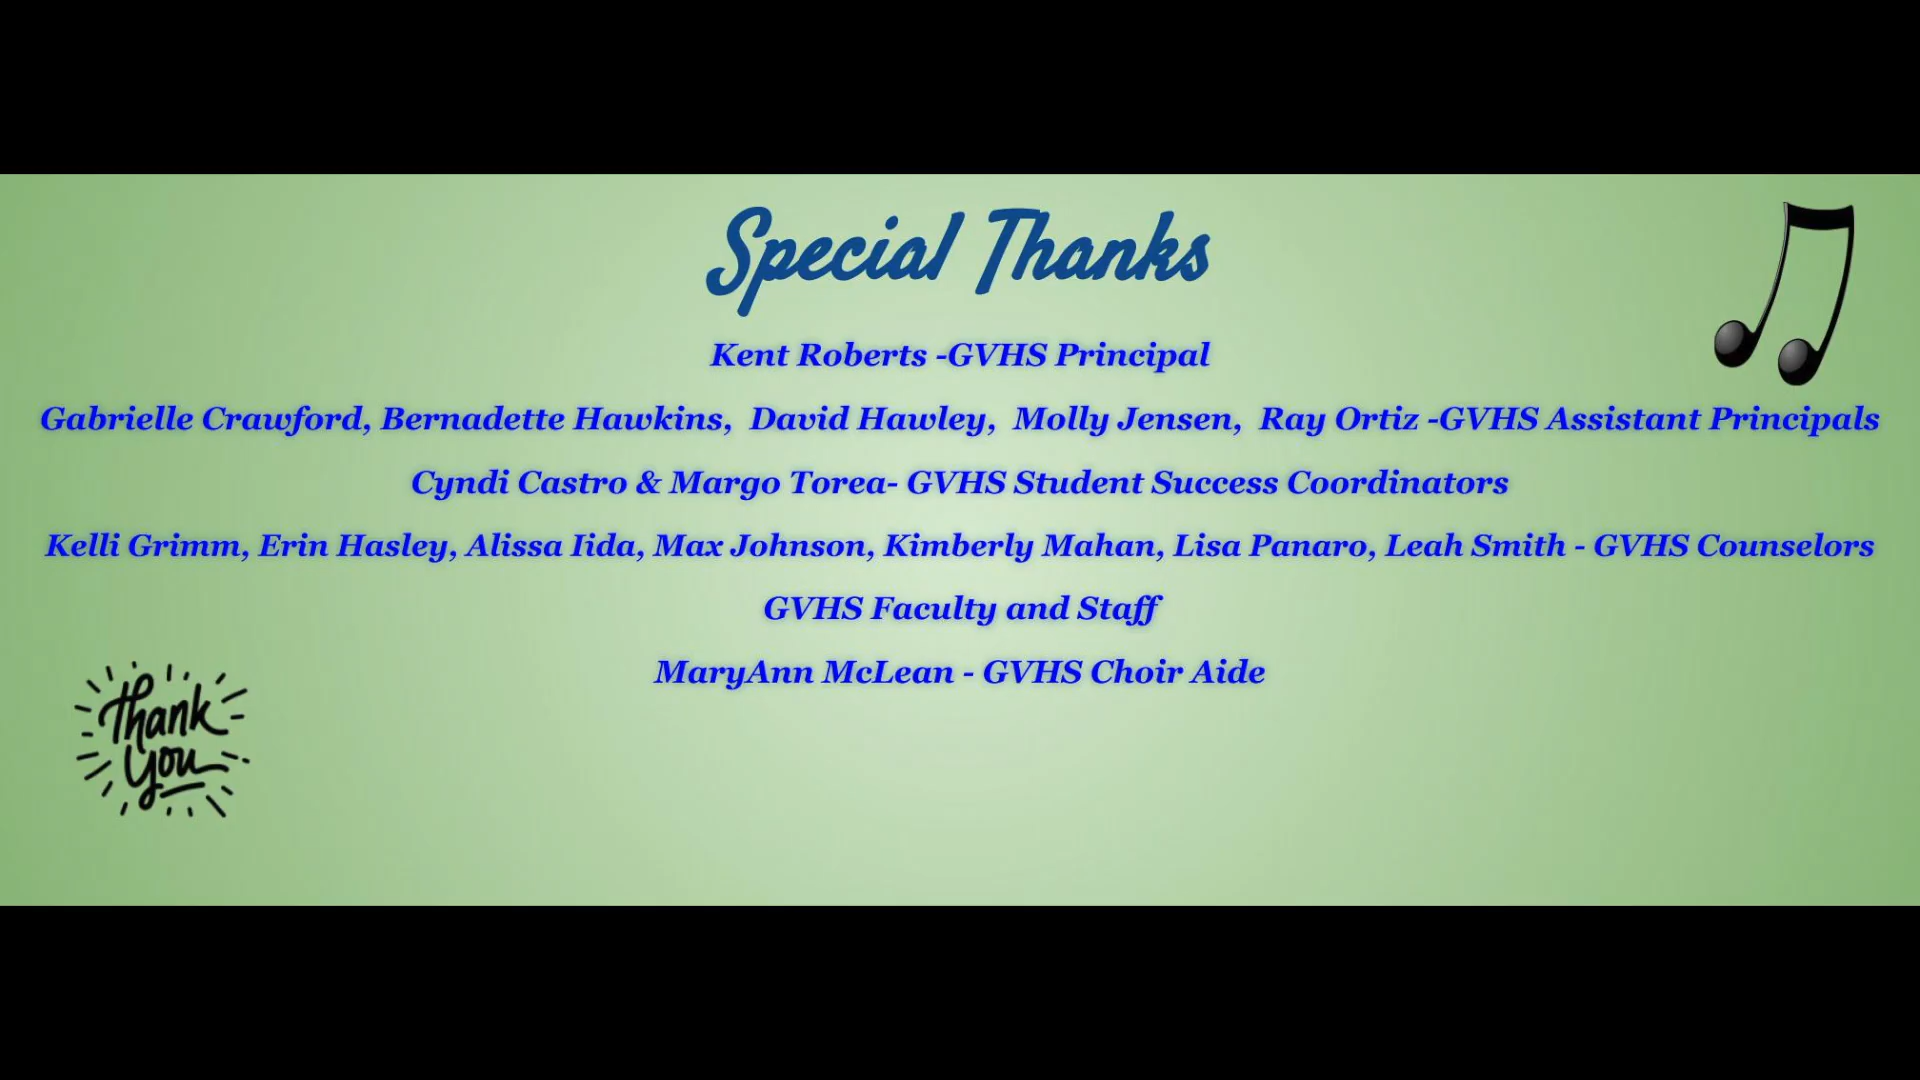 Special Thanks
Kent Roberts -GVHS Principal
Gabrielle Crawford, Bernadette Hawkins, David Hawley, Molly Jensen, Ray Ortiz -GVHS Assistant Principals
Cyndi Castro & Margo Torea- GVHS Student Success Coordinators
Kelli Grimm, Erin Hasley, Alissa Iida, Max Johnson, Kimberly Mahan, Lisa Panaro, Leah Smith - GVHS Counselors
GVHS Faculty and Staff
MaryAnn McLean - GVHS Choir Aide
Thank
you